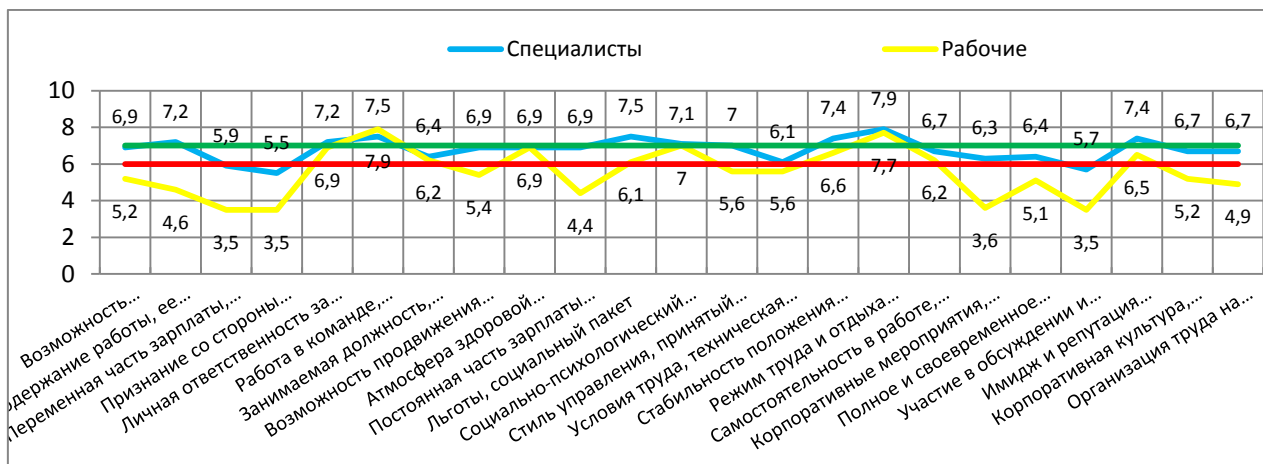 Специалисты
Рабочие
10
8
6
4
2
0
6,9 7,2 5,9 5,5 7,2 7,5 6,4 6,9 6,9 6,9 7,5 7,1 7 6,1 7,4 7,9 6,7 6,3 6,4 5,7 7,4 6,7 6,7
5,2 4,6 3,5 3,5 6,9 7,9 6,2 5,4 6,9 4,4 6,1 7 5,6 5,6 6,6 7,7 6,2 3,6 5,1 3,5 6,5 5,2 4,9
Возможность...
одержание работы, ее...
Переменная часть зарплаты,...
Признание со стороны...
Личная ответственность за...
Работа в команде,...
Занимаемая должность,...
Возможность продвижения...
Атмосфера здоровой...
Постоянная часть зарплаты...
Льготы, социальный пакет
Социально-психологический...
Стиль управления, принятый...
Условия труда, техническая...
Стабильность положения...
Режим труда и отдыха...
Самостоятельность в работе,...
Корпоративные мероприятия,...
Полное и своевременное...
Участие в обсуждении и...
Имидж и репутация...
Корпоративная культура,...
Организация труда на...